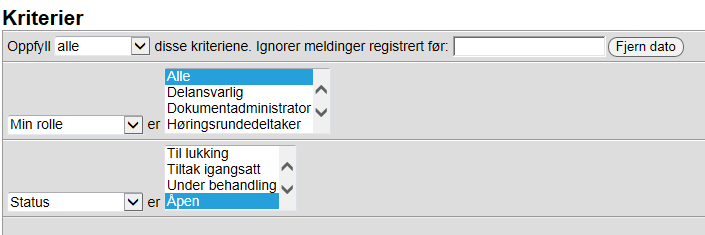 Kriterier
Oppfyll alle disse kriteriene. Ignorer meldinger registrert før: Fjern dato
Alle
Delansvarlig
Dokumentadministrator
Høringsrundedeltaker
Min rolle er
Til lukking
Tiltak igangsatt
Under behandling
Åpen
Status er